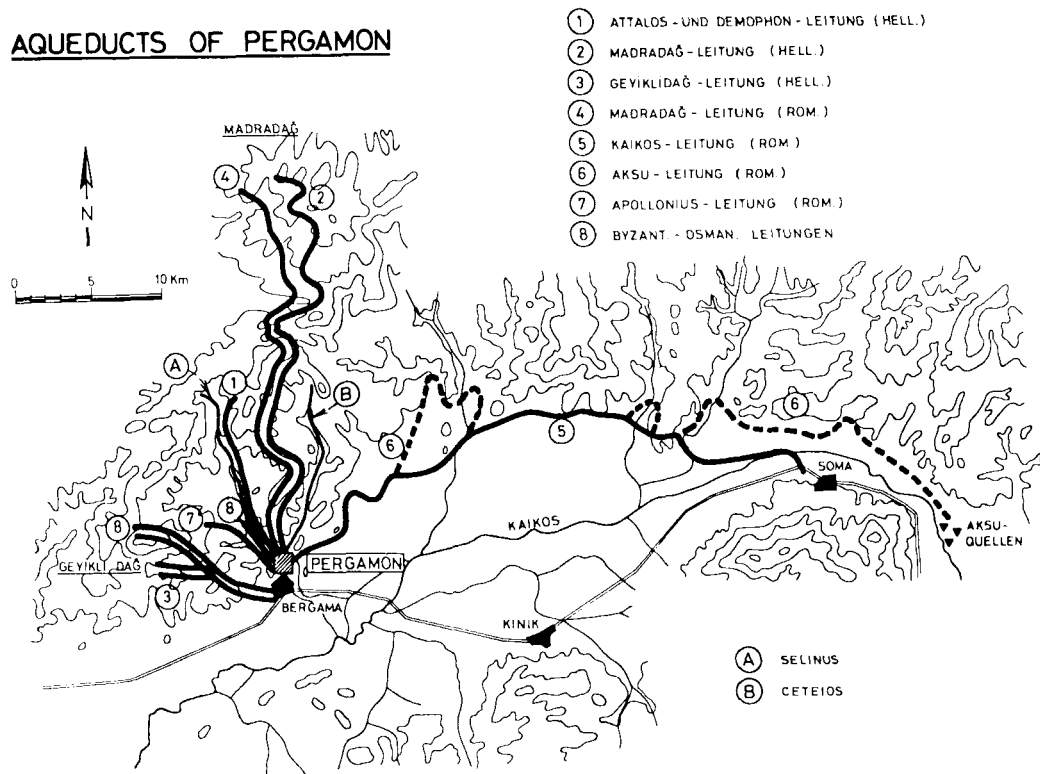 AQUEDUCTS OF PERGAMON
1 ATTALOS-UND DEMOPHON-LEITUNG (HELL.)
2 MADRADAĞ-LEITUNG (HELL.)
3 GEYIKLIDAĞ-LEITUNG (HELL.)
4 MADRADAĞ-LEITUNG (ROM.)
5 KAIKOS-LEITUNG (ROM)
6 AKSU-LEITUNG (ROM.)
7 APOLLONIUS-LEITUNG (ROM.)
8 BYZANT.-OSMAN. LEITUNGEN
MADRADAĞ
4
2
N
0 5 10 Km
A
1
B
6
5
6
SOMA
AKSU-
QUELLEN
KAIKOS
8
7
8
GEYIKLI DAĞ
3
PERGAMON
BERGAMA
KINIK
A SELINUS
B CETEIOS